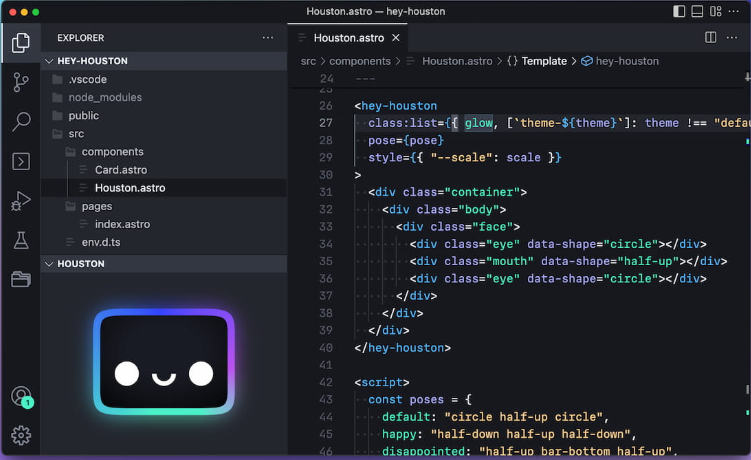 Houston.astro — hey-houston
EXPLORER
HEY-HOUSTON
.vscode
node_modules
public
src
components
Card.astro
Houston.astro
pages
index.astro
env.d.ts
HOUSTON
1
Houston.astro
src > components > Houston.astro > {} Template > hey-houston
24 ---
25
26 <hey-houston
27 class:list={{ glow, [`theme-${theme}`]: theme !== "defau
28 pose={pose}
29 style={{ "--scale": scale }}
30 >
31 <div class="container">
32 <div class="body">
33 <div class="face">
34 <div class="eye" data-shape="circle"></div>
35 <div class="mouth" data-shape="half-up"></div>
36 <div class="eye" data-shape="circle"></div>
37 </div>
38 </div>
39 </div>
40 </hey-houston>
41
42 <script>
43 const poses = {
44 default: "circle half-up circle",
45 happy: "half-down half-up half-down",
46 disappointed: "half-up bar-bottom half-up",